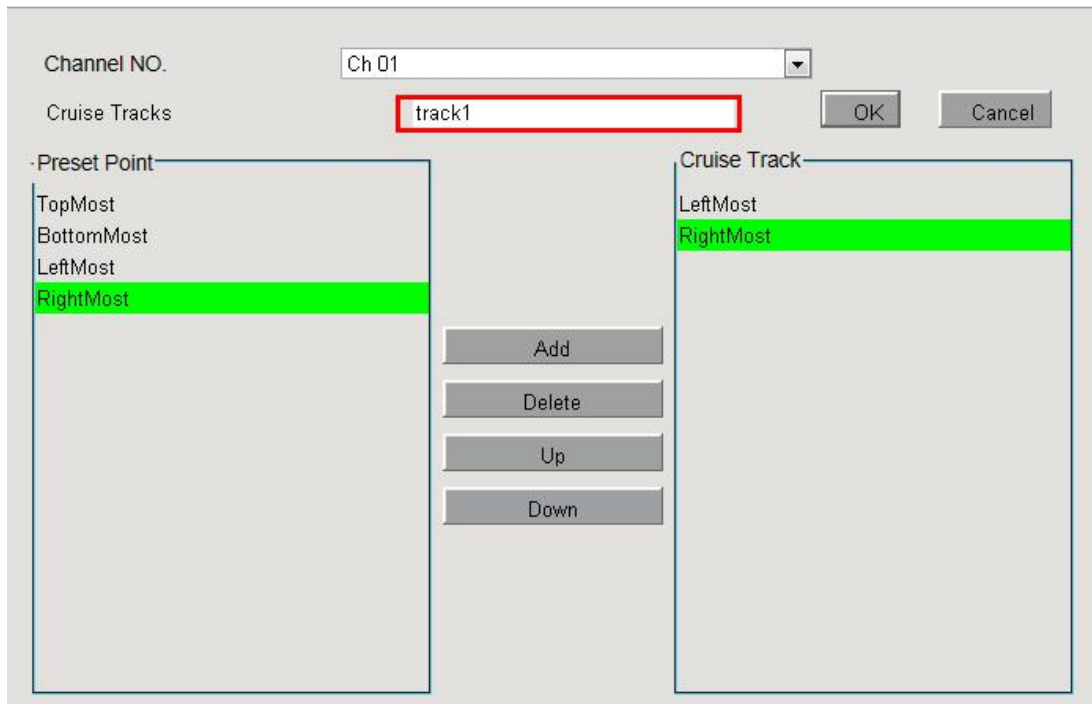 Channel NO. Ch 01
Cruise Tracks track1 OK Cancel
Preset Point
TopMost
BottomMost
LeftMost
RightMost
Add
Delete
Up
Down
Cruise Track
LeftMost
RightMost